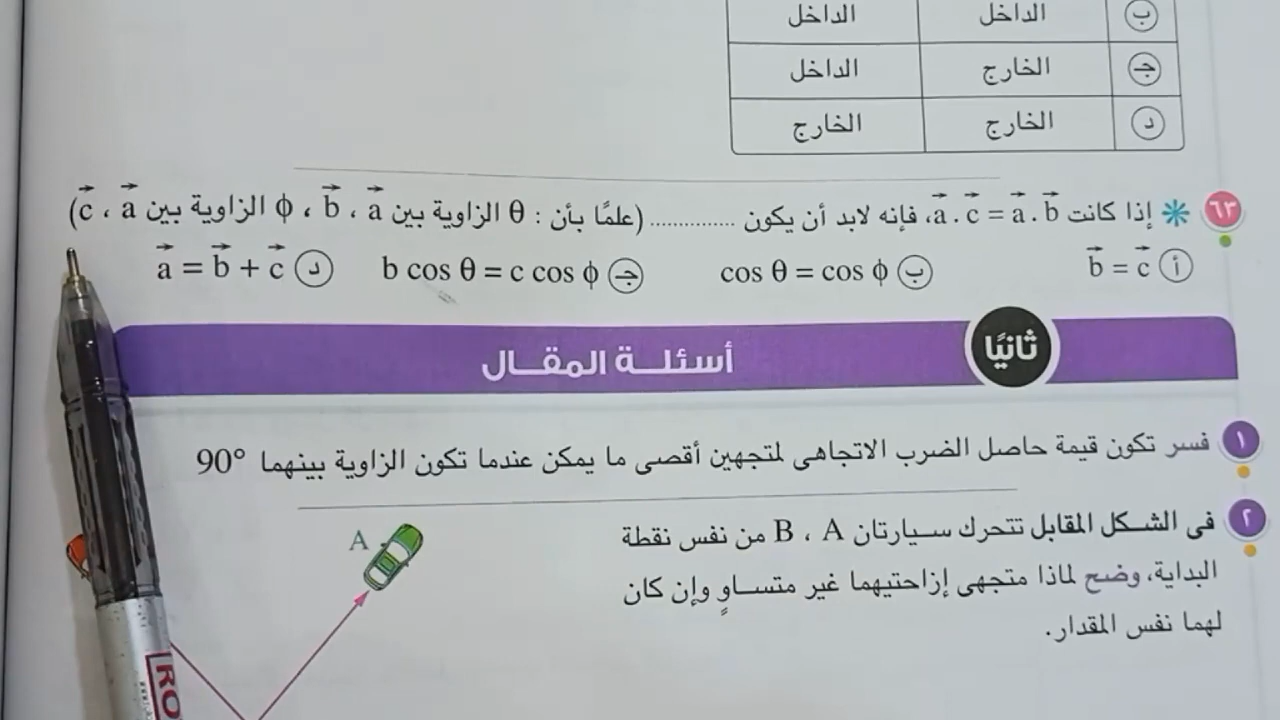 ب الداخل الداخل
ج الخارج الداخل
د الخارج الخارج
٦٣ * إذا كانت a⃗ . c⃗ = a⃗ . b⃗، فإنه لابد أن يكون .............. (علمًا بأن : θ الزاوية بين a⃗ ، b⃗ ، ϕ الزاوية بين c⃗ ، a⃗)
أ b⃗ = c⃗ ب cos θ = cos ϕ ج b cos θ = c cos ϕ د a⃗ = b⃗ + c⃗
ثانيًا أسئلة المقال
١ فسر تكون قيمة حاصل الضرب الاتجاهى لمتجهين أقصى ما يمكن عندما تكون الزاوية بينهما 90°
٢ فى الشكل المقابل تتحرك سيارتان B ، A من نفس نقطة
البداية، وضح لماذا متجهى إزاحتيهما غير متساوٍ وإن كان
لهما نفس المقدار.
A
RO